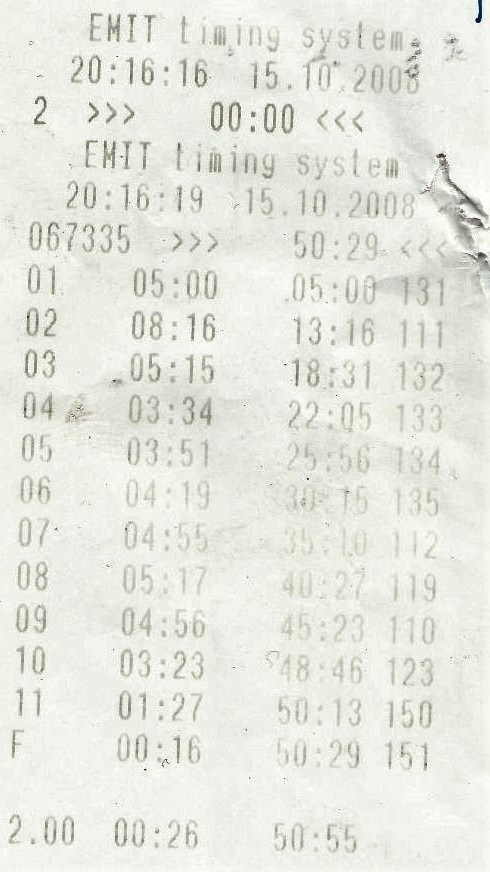 EMIT timing system
20:16:16 15.10.2008
2 >>> 00:00 <<<
EMIT timing system
20:16:19 15.10.2008
067335 >>> 50:29 <<<
01 05:00 05:00 131
02 08:16 13:16 111
03 05:15 18:31 132
04 03:34 22:05 133
05 03:51 25:56 134
06 04:19 30:15 135
07 04:55 35:10 112
08 05:17 40:27 119
09 04:56 45:23 110
10 03:23 48:46 123
11 01:27 50:13 150
F 00:16 50:29 151
2.00 00:26 50:55